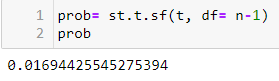 1 prob= st.t.sf(t, df= n-1)
2 prob
0.01694425545275394